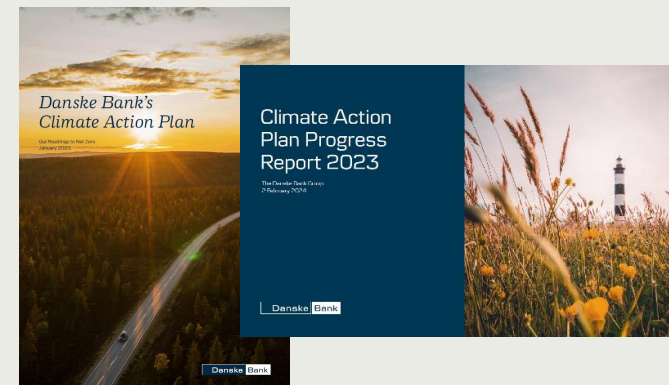 Danske Bank's
Climate Action Plan
Our Roadmap to Net Zero
January 2023
Danske Bank
Climate Action
Plan Progress
Report 2023
The Danske Bank Group
2 February 2024
Danske Bank